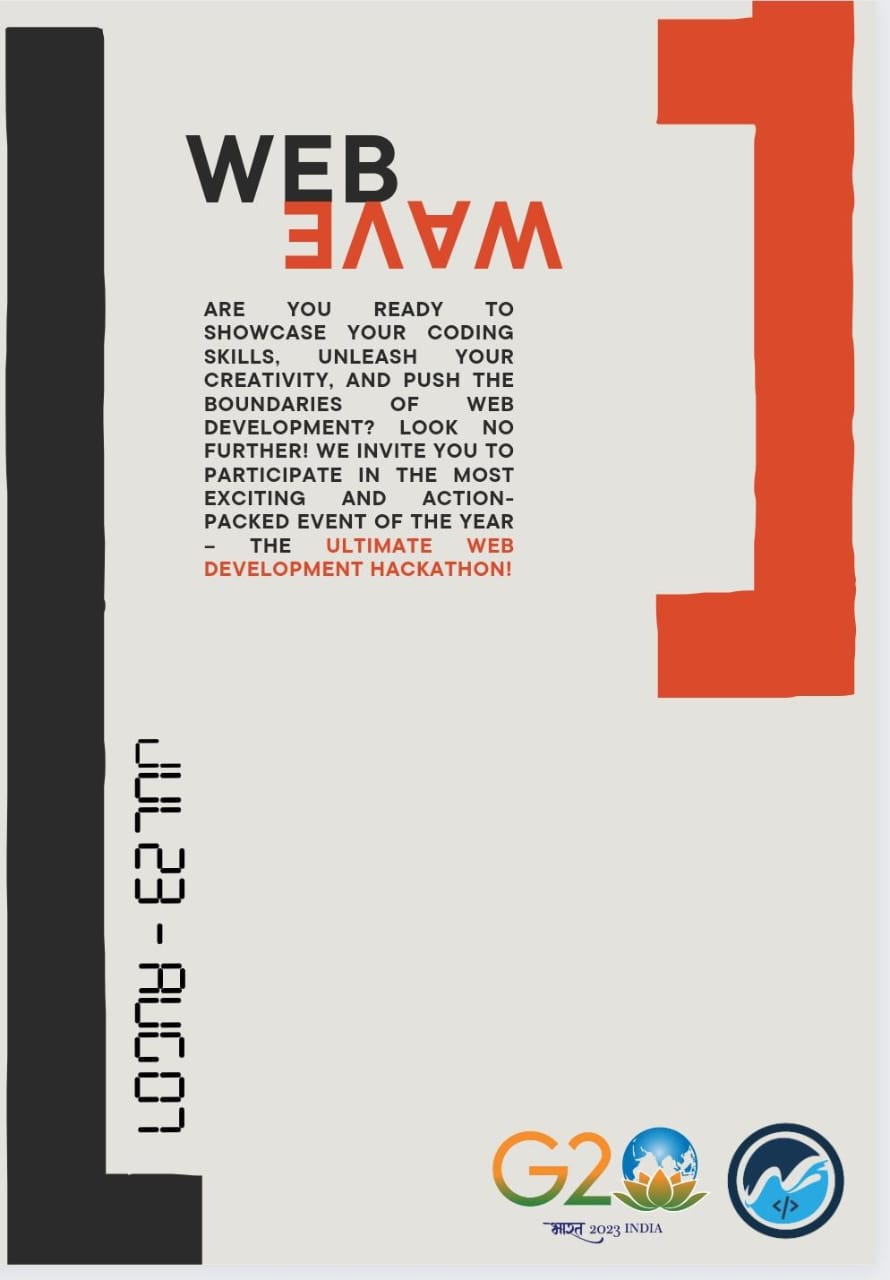 WEB
WAVE
ARE YOU READY TO
SHOWCASE YOUR CODING
SKILLS, UNLEASH YOUR
CREATIVITY, AND PUSH THE
BOUNDARIES OF WEB
DEVELOPMENT? LOOK NO
FURTHER! WE INVITE YOU TO
PARTICIPATE IN THE MOST
EXCITING AND ACTION-
PACKED EVENT OF THE YEAR
– THE ULTIMATE WEB
DEVELOPMENT HACKATHON!
JUL 23 - AUG 07
G20
भारत 2023 INDIA
</>